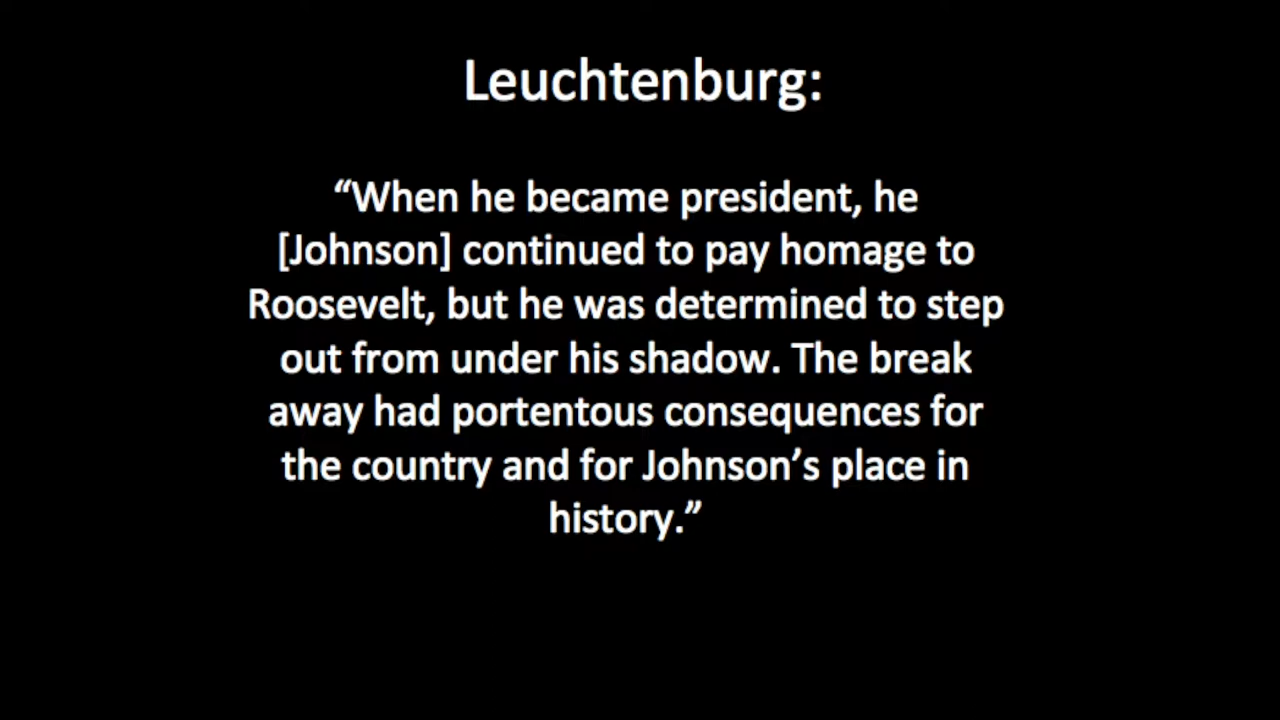 Leuchtenburg:
“When he became president, he
[Johnson] continued to pay homage to
Roosevelt, but he was determined to step
out from under his shadow. The break
away had portentous consequences for
the country and for Johnson’s place in
history.”